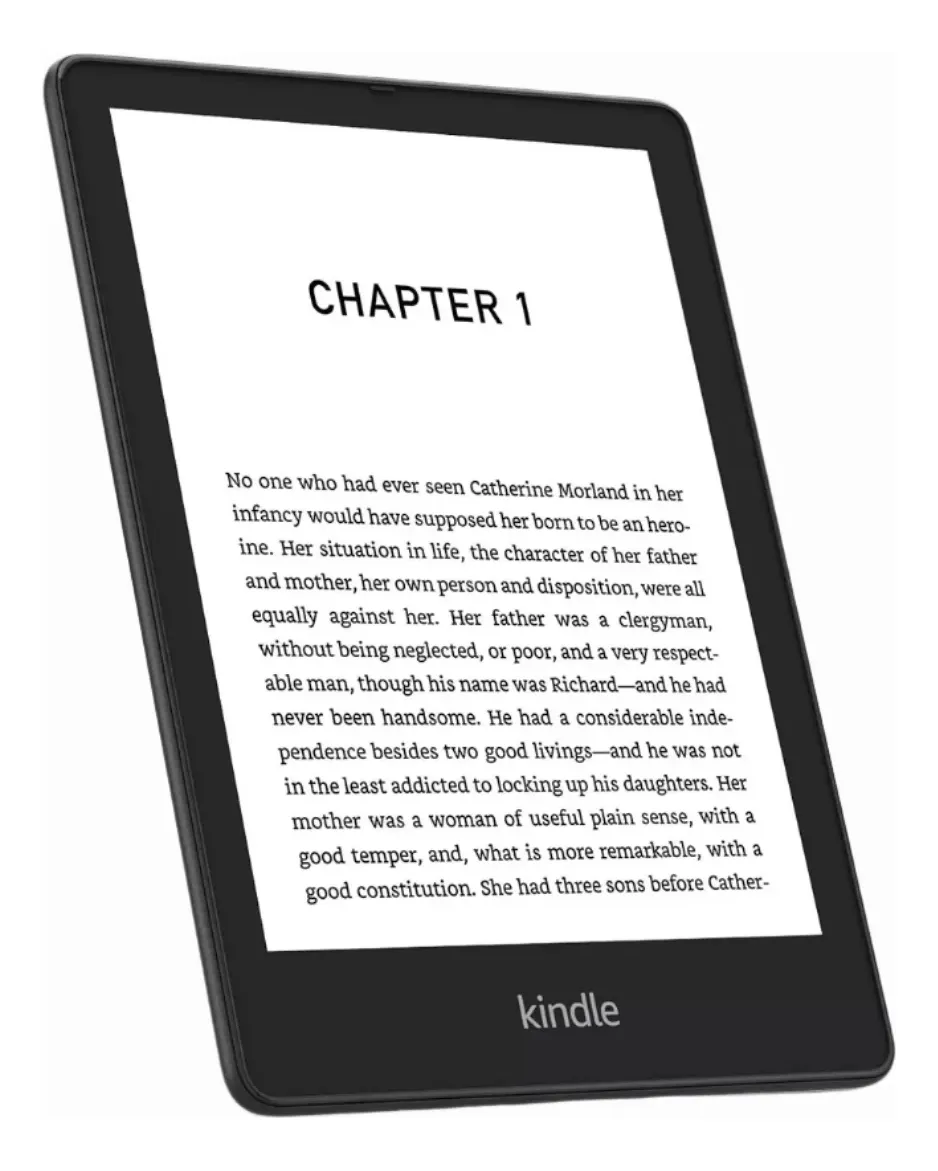 CHAPTER 1
No one who had ever seen Catherine Morland in her
infancy would have supposed her born to be an hero-
ine. Her situation in life, the character of her father
and mother, her own person and disposition, were all
equally against her. Her father was a clergyman,
without being neglected, or poor, and a very respect-
able man, though his name was Richard—and he had
never been handsome. He had a considerable inde-
pendence besides two good livings—and he was not
in the least addicted to locking up his daughters. Her
mother was a woman of useful plain sense, with a
good temper, and, what is more remarkable, with a
good constitution. She had three sons before Cather-
kindle